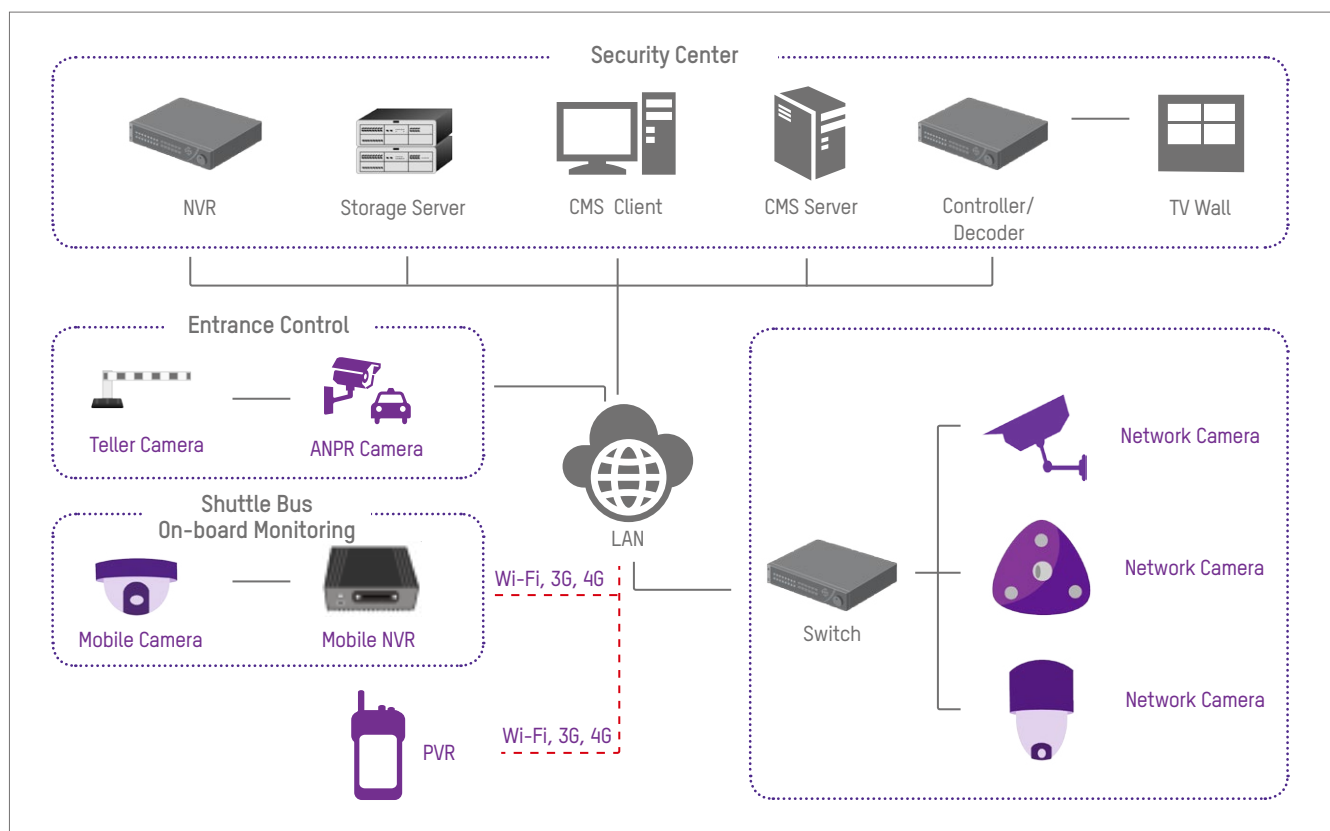 Security Center
NVR
Storage Server
CMS Client
CMS Server
Controller/
Decoder
TV Wall
Entrance Control
Teller Camera
ANPR Camera
Shuttle Bus
On-board Monitoring
Mobile Camera
Mobile NVR
Wi-Fi, 3G, 4G
PVR
Wi-Fi, 3G, 4G
LAN
Switch
Network Camera
Network Camera
Network Camera